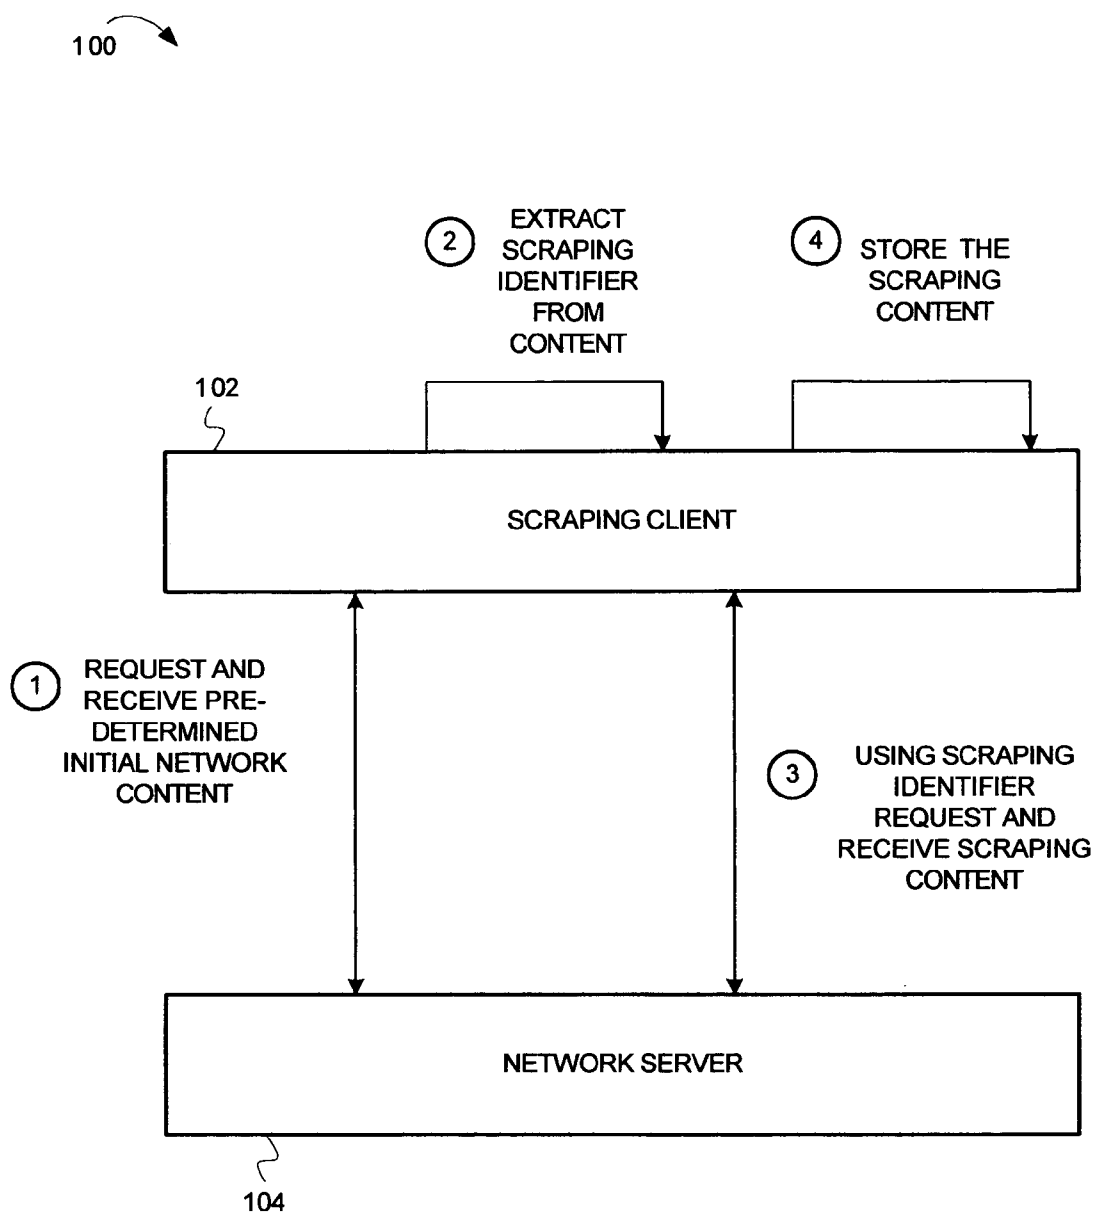 100
2
EXTRACT
SCRAPING
IDENTIFIER
FROM
CONTENT
4
STORE THE
SCRAPING
CONTENT
102
SCRAPING CLIENT
1
REQUEST AND
RECEIVE PRE-
DETERMINED
INITIAL NETWORK
CONTENT
3
USING SCRAPING
IDENTIFIER
REQUEST AND
RECEIVE SCRAPING
CONTENT
NETWORK SERVER
104